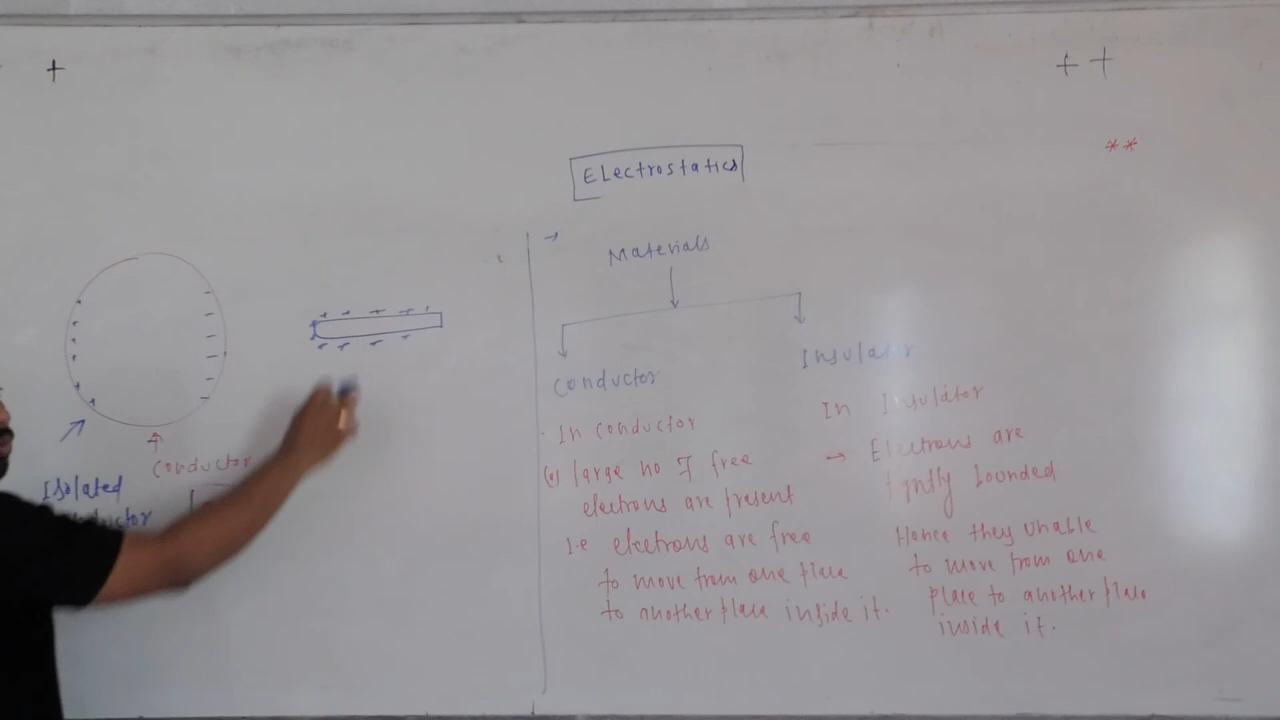 Electrostatics
**
Materials
Conductor
Isolated
conductor
Conductor
In conductor
(a) large no of free
electrons are present
I.e electrons are free
to move from one place
to another place inside it.
Insulator
In Insulator
→ Electrons are
tightly bounded
Hence they unable
to move from one
place to another place
inside it.